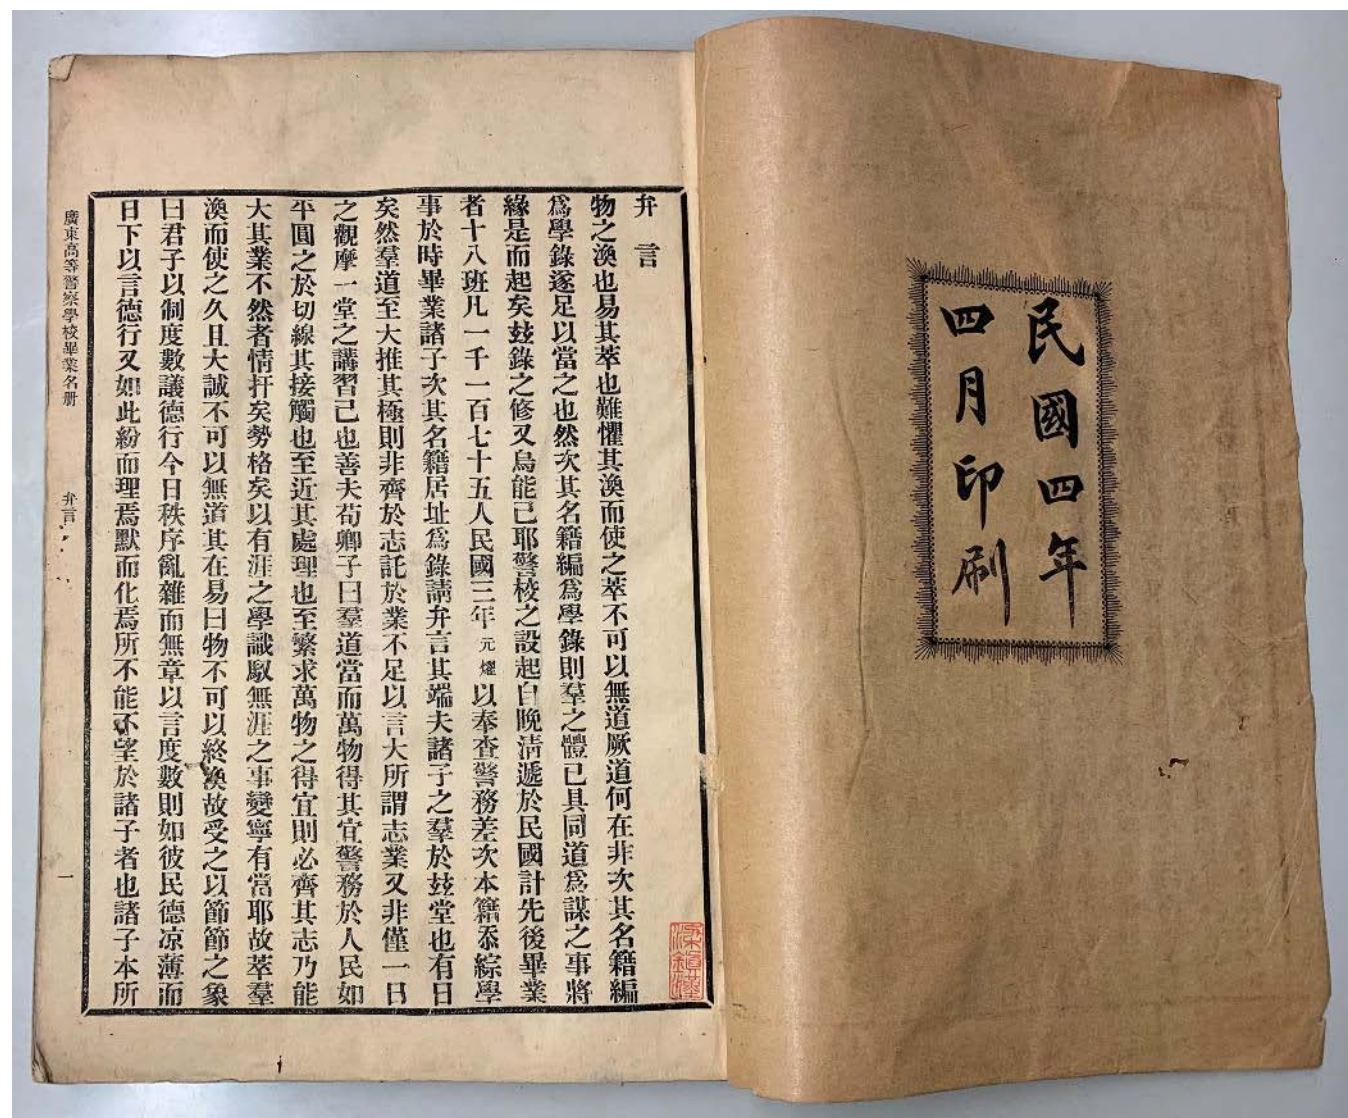 民國四年
四月印刷
弁言
物之渙也易其萃也難懼其渙而使之萃不可以無道厥道何在非次其名籍編
爲學錄遂足以當之也然次其名籍編爲學錄則羣之體已具同道爲謀之事將
緣是而起矣玆錄之修又烏能已耶警校之設起自晚淸遞於民國計先後畢業
者十八班凡一千一百七十五人民國三年元燿以奉查警務差次本籍忝綜學
事於時畢業諸子次其名籍居址爲錄請弁言其端夫諸子之羣於玆堂也有日
矣然羣道至大推其極則非齊於志託於業不足以言大所謂志業又非僅一日
之觀摩一堂之講習已也善夫荀卿子曰羣道當而萬物得其宜警務於人民如
平圓之於切線其接觸也至近其處理也至繁求萬物之得宜則必齊其志乃能
大其業不然者情扞矣勢格矣以有涯之學識馭無涯之事變寧有當耶故萃羣
渙而使之久且大誠不可以無道其在易曰物不可以終渙故受之以節節之象
曰君子以制度數議德行今日秩序亂雜而無章以言度數則如彼民德凉薄而
日下以言德行又如此紛而理焉默而化焉所不能不望於諸子者也諸子本所
廣東高等警察學校畢業名册
弁言
一